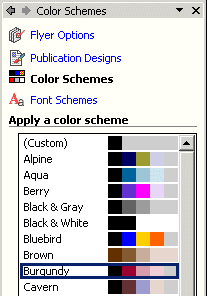 Color Schemes
Flyer Options
Publication Designs
Color Schemes
Font Schemes
Apply a color scheme
(Custom)
Alpine
Aqua
Berry
Black & Gray
Black & White
Bluebird
Brown
Burgundy
Cavern